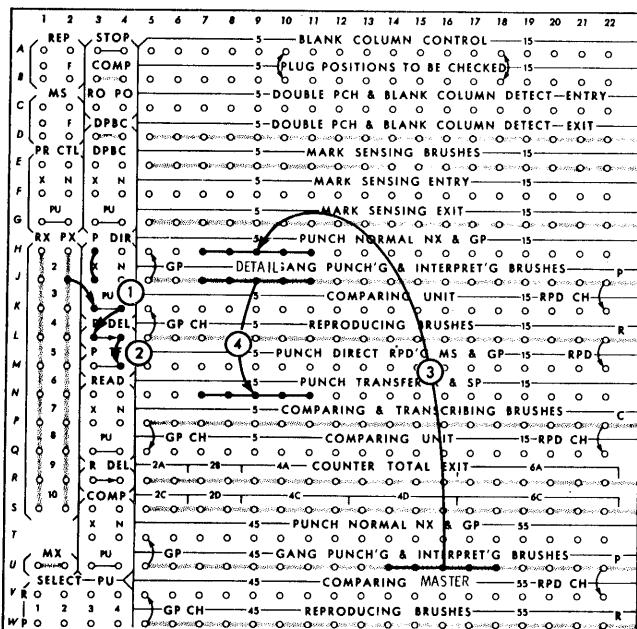 1 2 3 4 5 6 7 8 9 10 11 12 13 14 15 16 17 18 19 20 21 22
REP STOP 5 BLANK COLUMN CONTROL 15
A
F COMP PLUG POSITIONS TO BE CHECKED
B
MS RO PO 5 DOUBLE PCH & BLANK COLUMN DETECT-ENTRY
C
F DPBC 5 DOUBLE PCH & BLANK COLUMN DETECT-EXIT
D
PR CTL DPBC 5 MARK SENSING BRUSHES 15
E
X N X N 5 MARK SENSING ENTRY 15
F
PU PU 5 MARK SENSING EXIT 15
G
RX PX P DIR 5 PUNCH NORMAL NX & GP 15
H
2 X N GP DETAIL GANG PUNCH'G & INTERPRET'G BRUSHES P
J
3 PU 1 5 COMPARING UNIT 15 RPD CH
K
4 P DEL GP CH 5 REPRODUCING BRUSHES 15 R
L
5 P F 2 4 5 PUNCH DIRECT RPD'G MS & GP 15 RPD 3
M
6 READ 5 PUNCH TRANSFER & SP 15
N
7 X N 5 COMPARING & TRANSCRIBING BRUSHES C
P
8 PU GP CH 5 COMPARING UNIT 15-RPD CH
Q
9 R DEL 2A 2B 4A COUNTER TOTAL EXIT 6A
R
10 COMP 2C 2D 4C 4D 6C
S
X N 45 PUNCH NORMAL NX & GP 55
T
MX PU GP 45 GANG PUNCH'G & INTERPRET'G BRUSHES P
U
SELECT-PU 45 COMPARING MASTER 55-RPD CH
V R
1 2 3 4 GP CH 45 REPRODUCING BRUSHES 55 R
W P